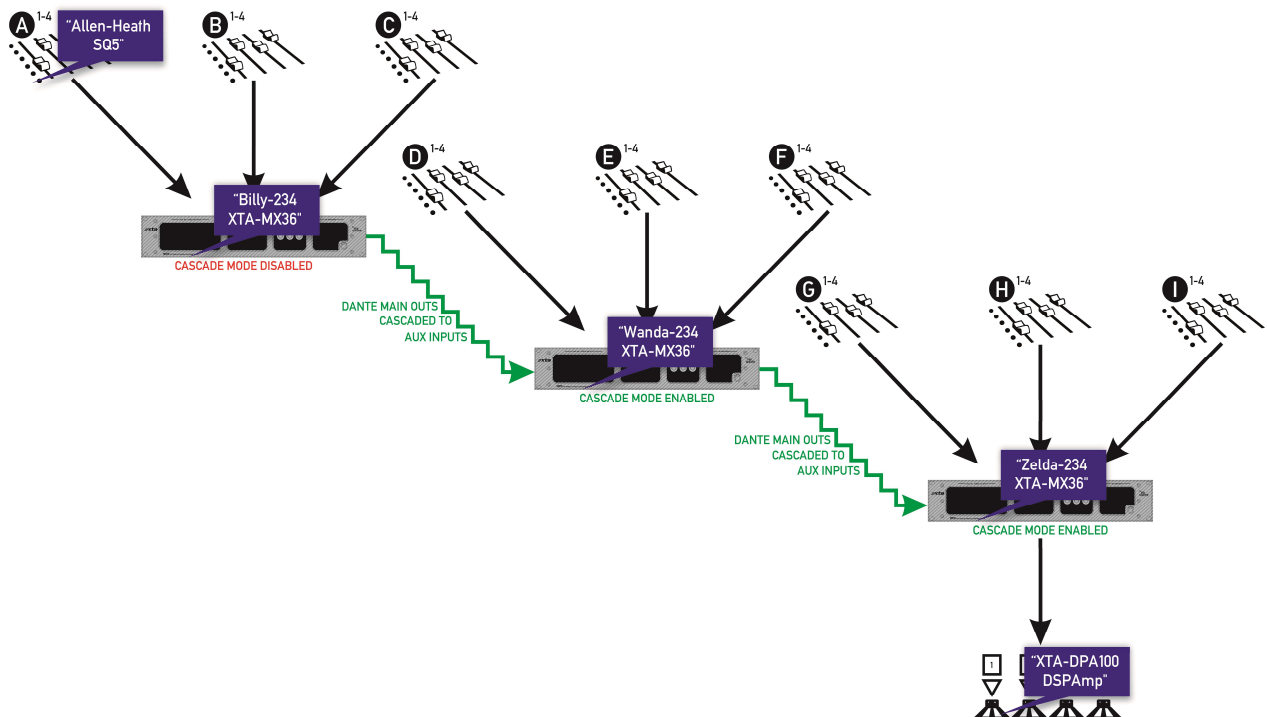 A 1-4
"Allen-Heath
SQ5"
B 1-4
C 1-4
"Billy-234
XTA-MX36"
xta
CASCADE MODE DISABLED
D 1-4
E 1-4
F 1-4
DANTE MAIN OUTS
CASCADED TO
AUX INPUTS
"Wanda-234
XTA-MX36"
xta
CASCADE MODE ENABLED
G 1-4
H 1-4
I 1-4
DANTE MAIN OUTS
CASCADED TO
AUX INPUTS
"Zelda-234
XTA-MX36"
xta
CASCADE MODE ENABLED
1
"XTA-DPA100
DSPAmp"